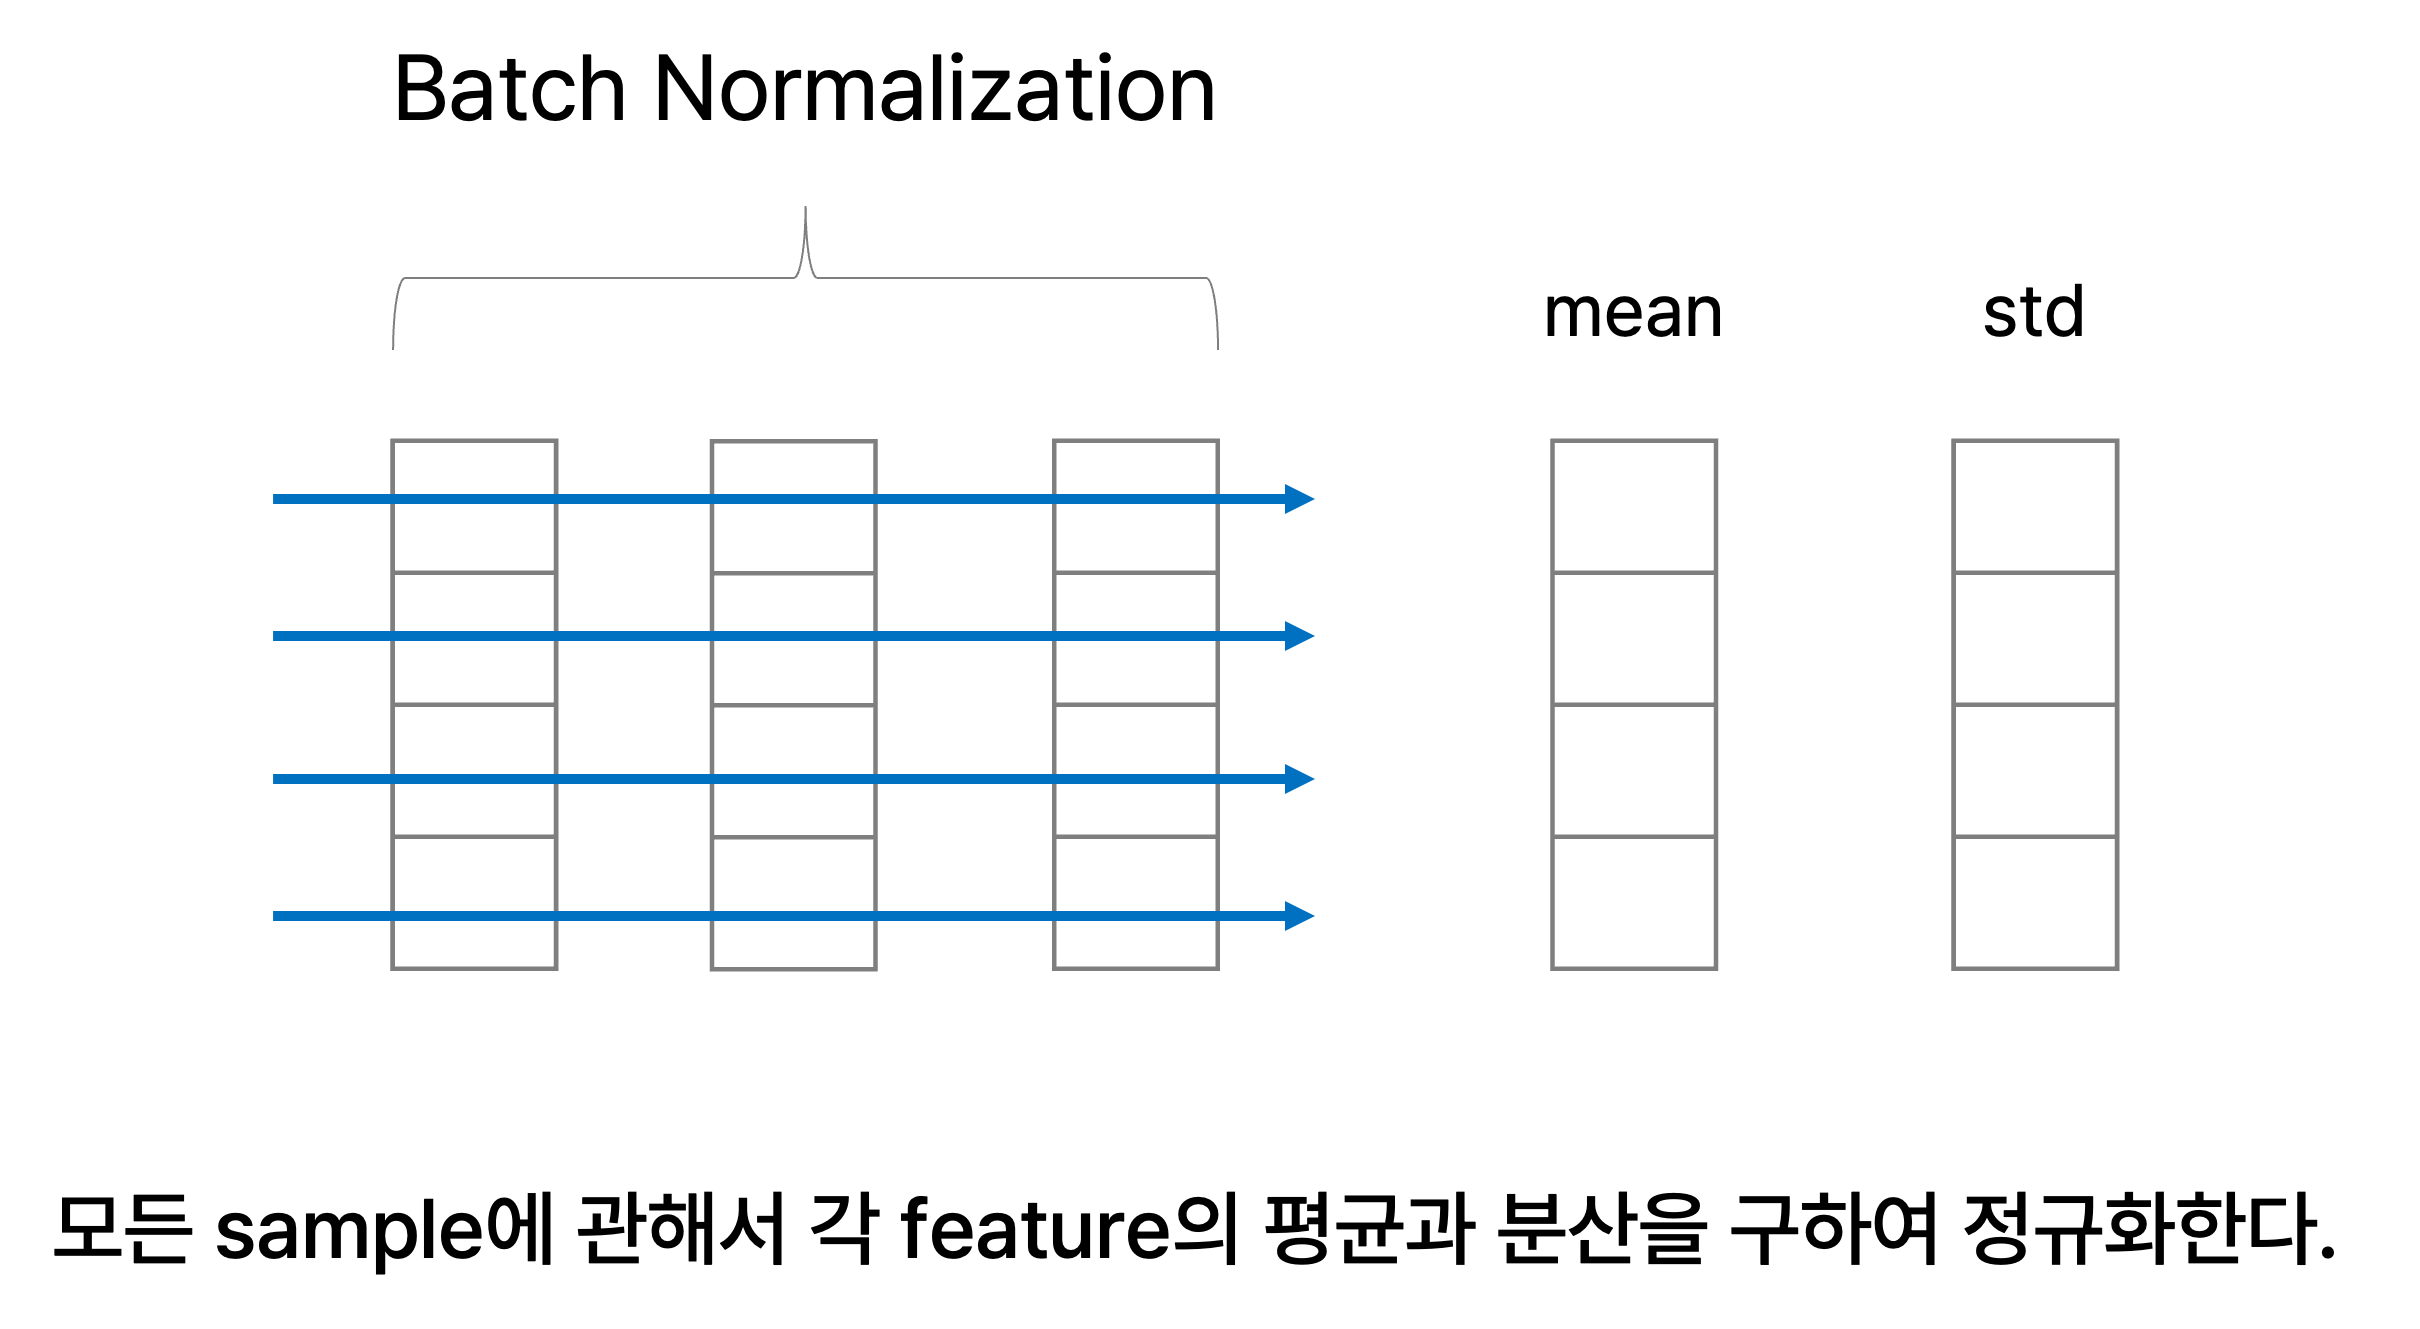 Batch Normalization
mean
std
모든 sample에 관해서 각 feature의 평균과 분산을 구하여 정규화한다.